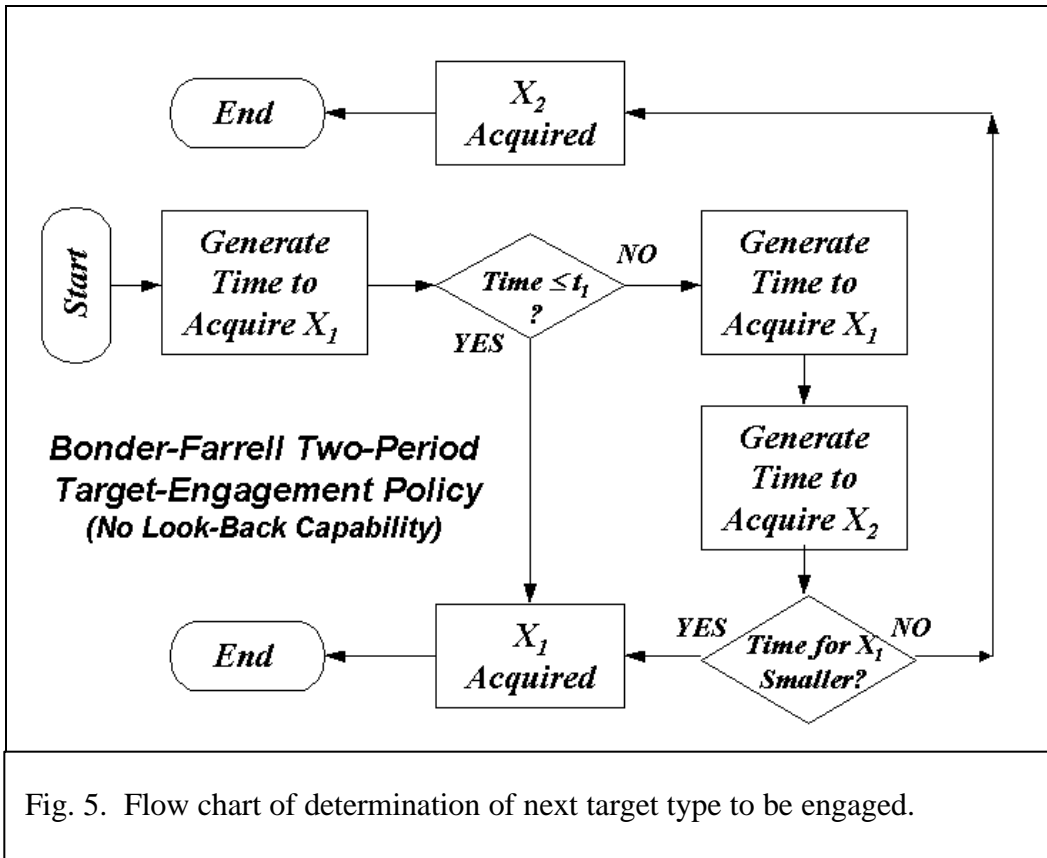 End
X₂
Acquired
Start
Generate
Time to
Acquire X₁
Time ≤ t₁
?
NO
YES
Generate
Time to
Acquire X₁
Bonder-Farrell Two-Period
Target-Engagement Policy
(No Look-Back Capability)
Generate
Time to
Acquire X₂
End
X₁
Acquired
YES
Time for X₁
Smaller?
NO
Fig. 5. Flow chart of determination of next target type to be engaged.